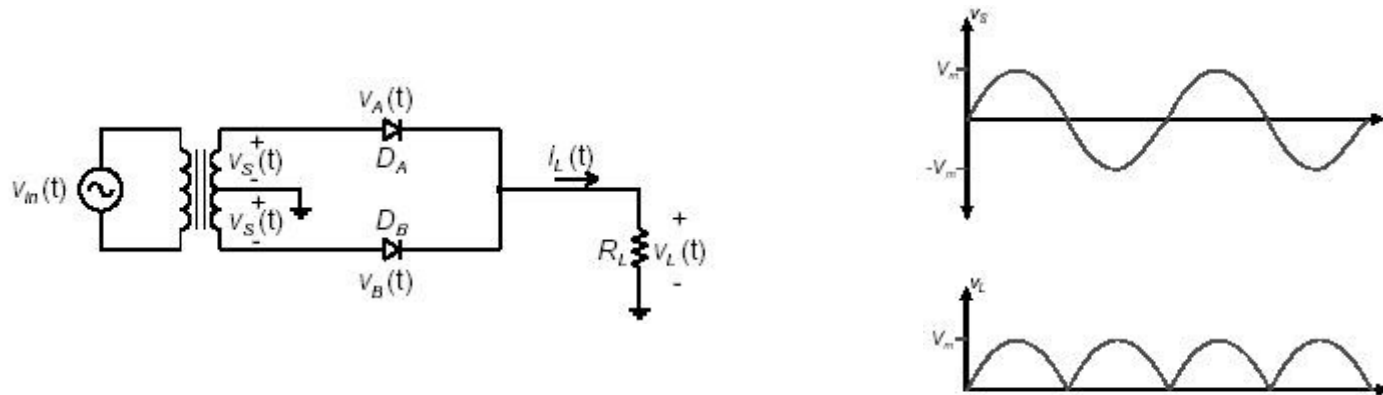 v_A(t)
D_A
v_in(t)
+
v_S(t)
-
+
v_S(t)
-
i_L(t)
D_B
v_B(t)
R_L
+
v_L(t)
-
v_S
V_m
-V_m
v_L
V_m